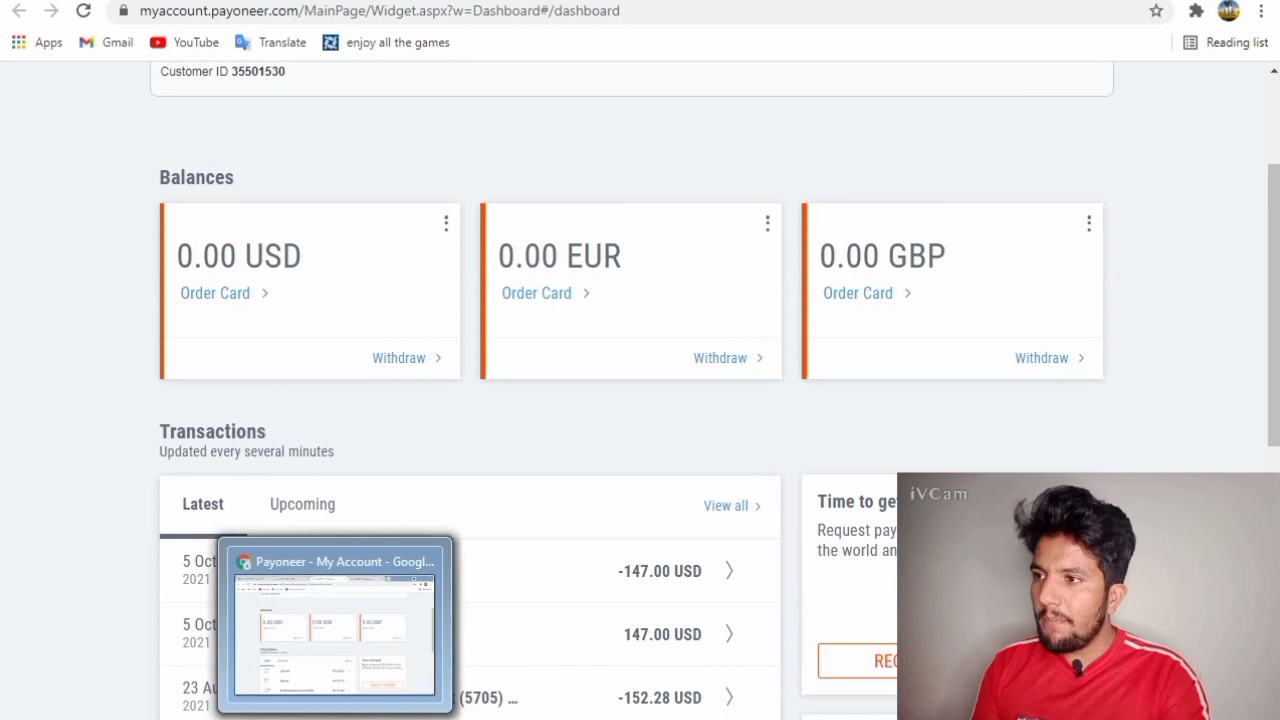 myaccount.payoneer.com/MainPage/Widget.aspx?w=Dashboard#/dashboard
Apps
Gmail
YouTube
Translate
enjoy all the games
Reading list
Customer ID 35501530
Balances
0.00 USD
Order Card
Withdraw
0.00 EUR
Order Card
Withdraw
0.00 GBP
Order Card
Withdraw
Transactions
Updated every several minutes
Latest
Upcoming
View all
5 Oct
2021
-147.00 USD
5 Oct
2021
147.00 USD
23 Au
2021
(5705) ...
-152.28 USD
Time to ge
Request pay
the world an
REC
Payoneer - My Account - Googl...
iVCam